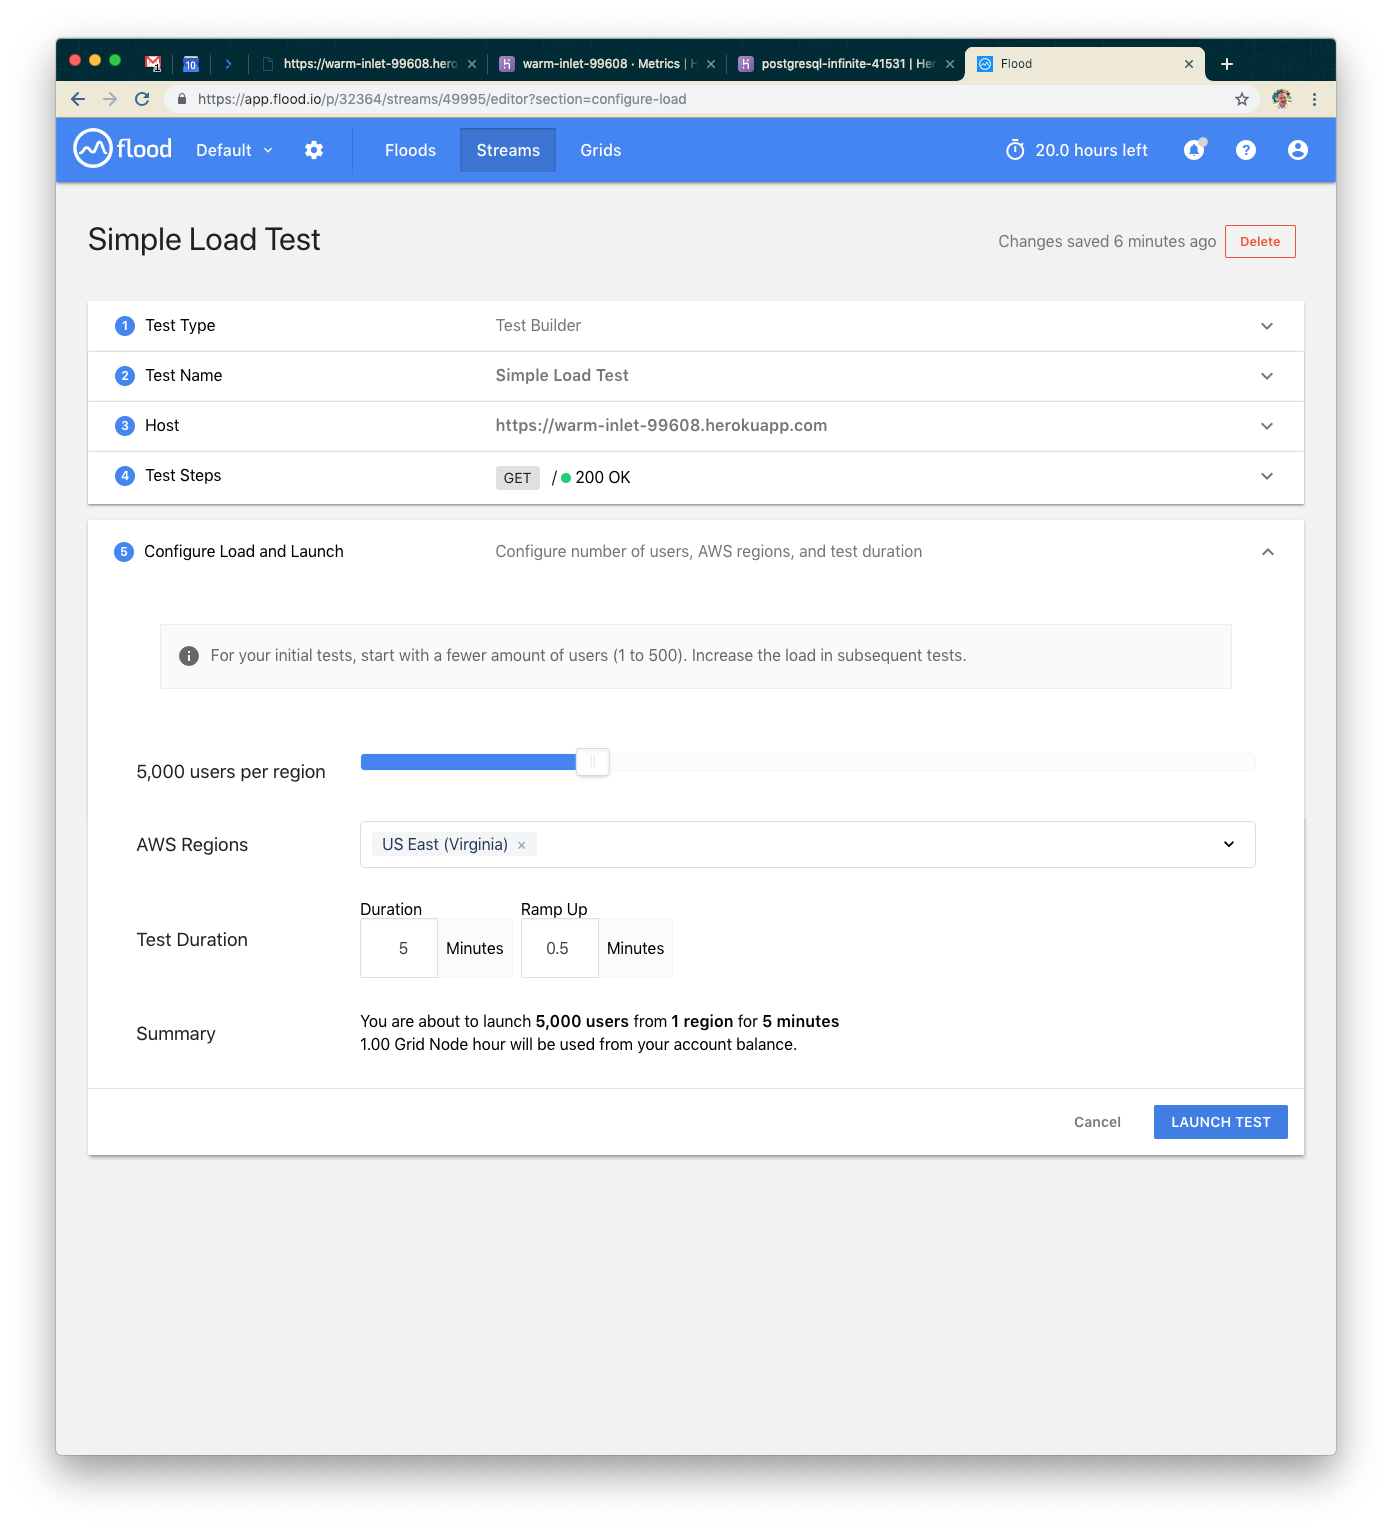 1
10
https://warm-inlet-99608.hero
warm-inlet-99608 · Metrics | H
postgresql-infinite-41531 | Her
Flood
https://app.flood.io/p/32364/streams/49995/editor?section=configure-load
flood Default Floods Streams Grids 20.0 hours left ?
Simple Load Test
Changes saved 6 minutes ago Delete
1 Test Type Test Builder
2 Test Name Simple Load Test
3 Host https://warm-inlet-99608.herokuapp.com
4 Test Steps GET / 200 OK
5 Configure Load and Launch Configure number of users, AWS regions, and test duration
For your initial tests, start with a fewer amount of users (1 to 500). Increase the load in subsequent tests.
5,000 users per region
AWS Regions US East (Virginia) ×
Duration Ramp Up
Test Duration 5 Minutes 0.5 Minutes
Summary
You are about to launch 5,000 users from 1 region for 5 minutes
1.00 Grid Node hour will be used from your account balance.
Cancel LAUNCH TEST